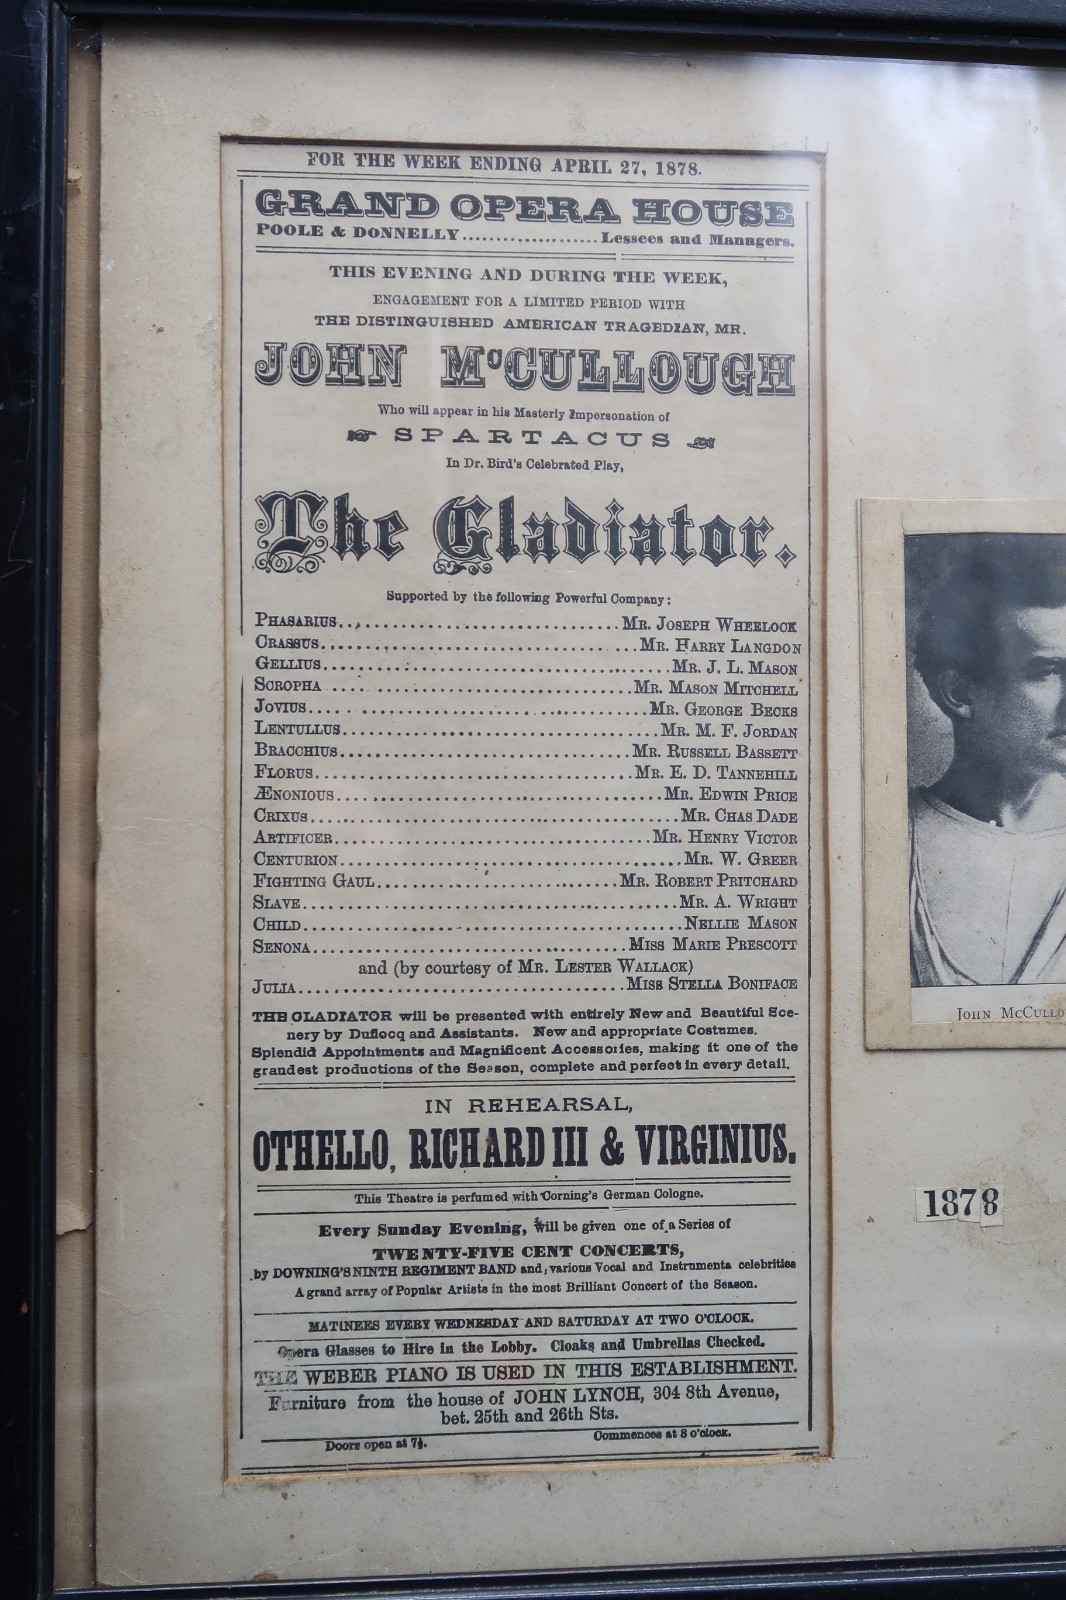 FOR THE WEEK ENDING APRIL 27, 1878.
GRAND OPERA HOUSE
POOLE & DONNELLY....................Lessees and Managers.
THIS EVENING AND DURING THE WEEK,
ENGAGEMENT FOR A LIMITED PERIOD WITH
THE DISTINGUISHED AMERICAN TRAGEDIAN, MR.
JOHN McCULLOUGH
Who will appear in his Masterly Impersonation of
SPARTACUS
In Dr. Bird's Celebrated Play,
The Gladiator.
Supported by the following Powerful Company:
PHASARIUS........................................MR. JOSEPH WHEELOCK
CRASSUS........................................MR. HARRY LANGDON
GELLIUS........................................MR. J. L. MASON
SCROPHA........................................MR. MASON MITCHELL
JOVIUS........................................MR. GEORGE BECKS
LENTULLUS........................................MR. M. F. JORDAN
BRACCHIUS........................................MR. RUSSELL BASSETT
FLORUS........................................MR. E. D. TANNEHILL
ÆNONIOUS........................................MR. EDWIN PRICE
CRIXUS........................................MR. CHAS DADE
ARTIFICER........................................MR. HENRY VICTOR
CENTURION........................................MR. W. GREER
FIGHTING GAUL........................................MR. ROBERT PRITCHARD
SLAVE........................................MR. A. WRIGHT
CHILD........................................NELLIE MASON
SENONA........................................MISS MARIE PRESCOTT
and (by courtesy of MR. LESTER WALLACK)
JULIA........................................MISS STELLA BONIFACE
THE GLADIATOR will be presented with entirely New and Beautiful Sce-
nery by Duflocq and Assistants. New and appropriate Costumes.
Splendid Appointments and Magnificent Accessories, making it one of the
grandest productions of the Season, complete and perfect in every detail.
IN REHEARSAL,
OTHELLO, RICHARD III & VIRGINIUS.
This Theatre is perfumed with Corning's German Cologne.
Every Sunday Evening, will be given one of a Series of
TWENTY-FIVE CENT CONCERTS,
by DOWNING'S NINTH REGIMENT BAND and various Vocal and Instrumenta celebrities
A grand array of Popular Artists in the most Brilliant Concert of the Season.
MATINEES EVERY WEDNESDAY AND SATURDAY AT TWO O'CLOCK.
Opera Glasses to Hire in the Lobby. Cloaks and Umbrellas Checked.
THE WEBER PIANO IS USED IN THIS ESTABLISHMENT.
Furniture from the house of JOHN LYNCH, 304 8th Avenue,
bet. 25th and 26th Sts.
Doors open at 7½. Commences at 8 o'clock.
JOHN MCCULLO
1878